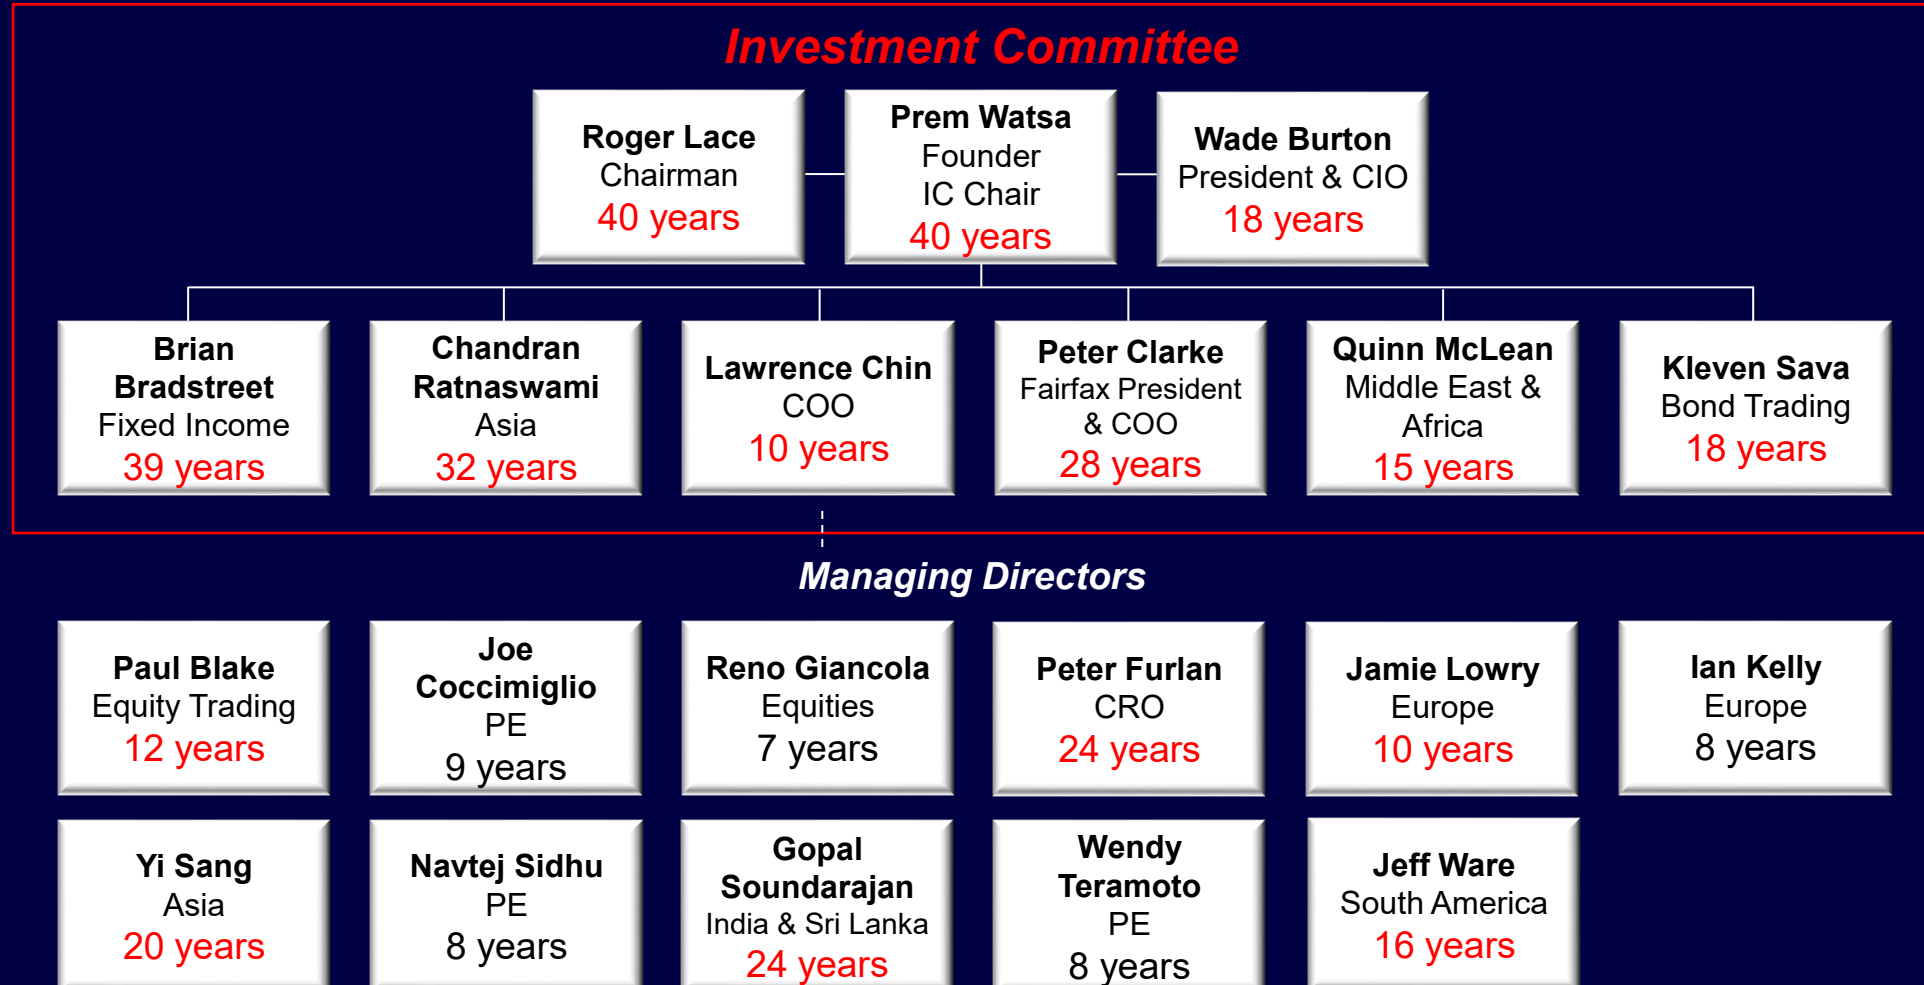 Investment Committee
Roger Lace
Chairman
40 years
Prem Watsa
Founder
IC Chair
40 years
Wade Burton
President & CIO
18 years
Brian
Bradstreet
Fixed Income
39 years
Chandran
Ratnaswami
Asia
32 years
Lawrence Chin
COO
10 years
Peter Clarke
Fairfax President
& COO
28 years
Quinn McLean
Middle East &
Africa
15 years
Kleven Sava
Bond Trading
18 years
Managing Directors
Paul Blake
Equity Trading
12 years
Joe
Coccimiglio
PE
9 years
Reno Giancola
Equities
7 years
Peter Furlan
CRO
24 years
Jamie Lowry
Europe
10 years
Ian Kelly
Europe
8 years
Yi Sang
Asia
20 years
Navtej Sidhu
PE
8 years
Gopal
Soundarajan
India & Sri Lanka
24 years
Wendy
Teramoto
PE
8 years
Jeff Ware
South America
16 years